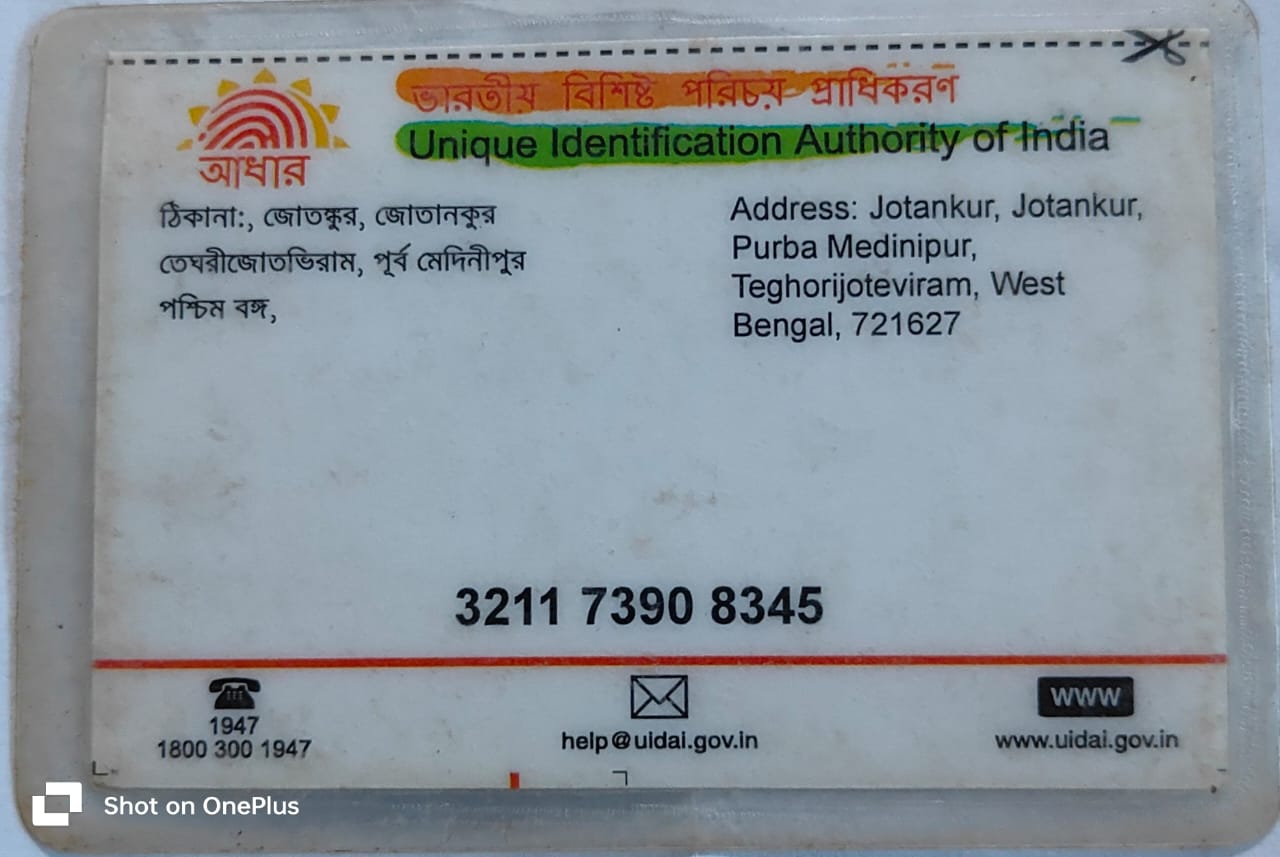 ভারতীয় বিশিষ্ট পরিচয় প্রাধিকরণ
Unique Identification Authority of India
আধার
ঠিকানা:, জোতঙ্কুর, জোতানকুর
তেঘরীজোতভিরাম, পূর্ব মেদিনীপুর
পশ্চিম বঙ্গ,
Address: Jotankur, Jotankur,
Purba Medinipur,
Teghorijoteviram, West
Bengal, 721627
3211 7390 8345
1947
1800 300 1947
help@uidai.gov.in
www
www.uidai.gov.in
Shot on OnePlus